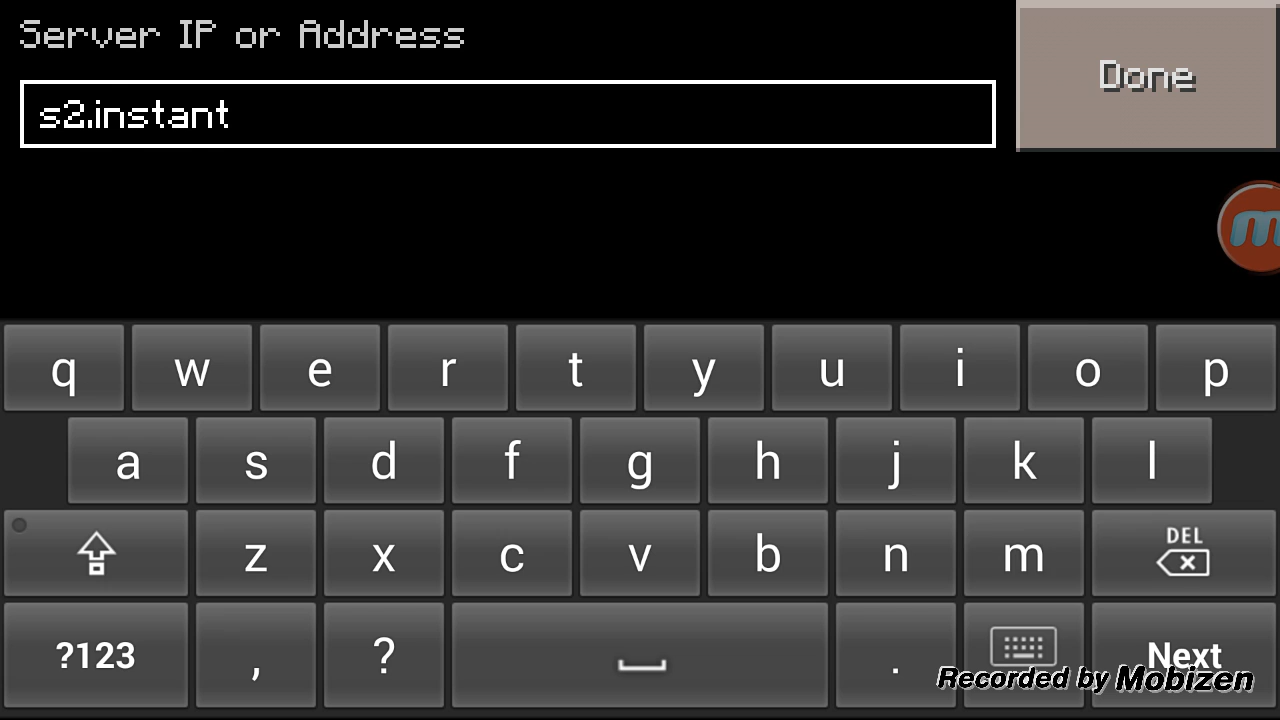 Server IP or Address
Done
s2.instant
m
q w e r t y u i o p
a s d f g h j k l
z x c v b n m DEL
?123 , ? . Next
Recorded by Mobizen